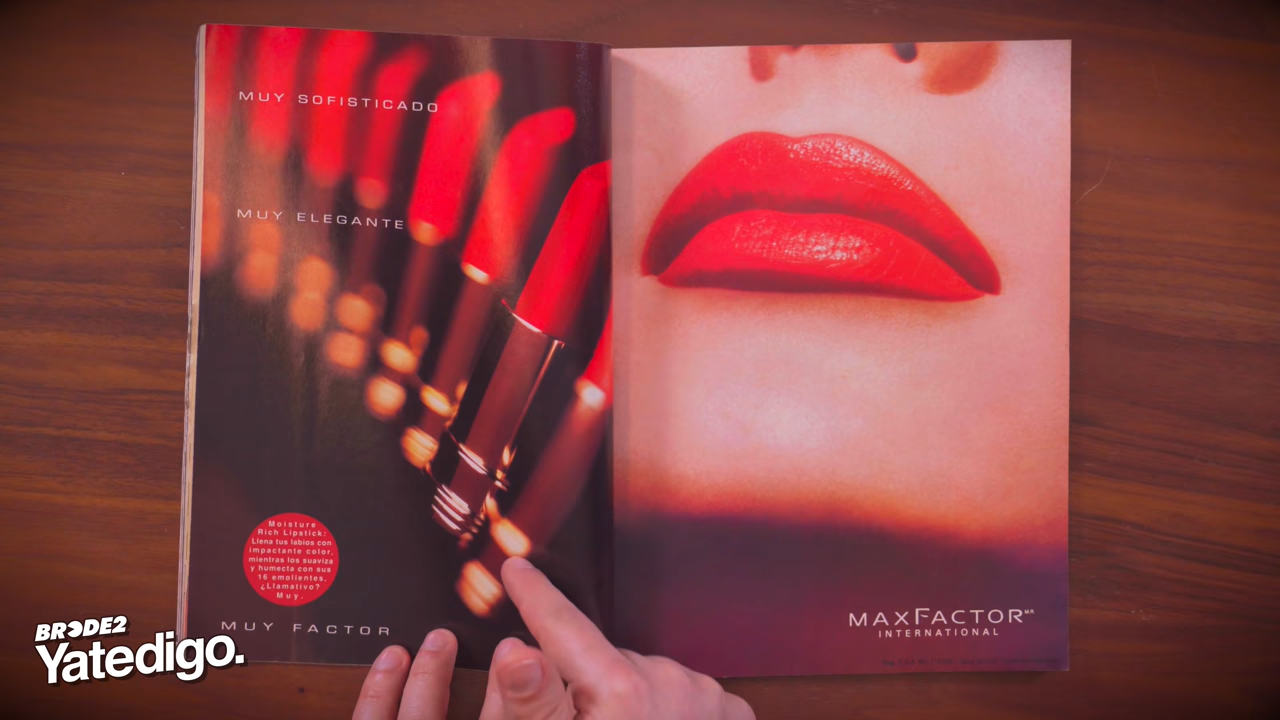 MUY SOFISTICADO
MUY ELEGANTE
Moisture
Rich Lipstick:
Llena tus labios con
impactante color,
mientras los suaviza
y humecta con sus
16 emolientes.
¿Llamativo?
Muy.
MUY FACTOR
MAXFACTOR M.R.
INTERNATIONAL
BRODE2
Yatedigo.